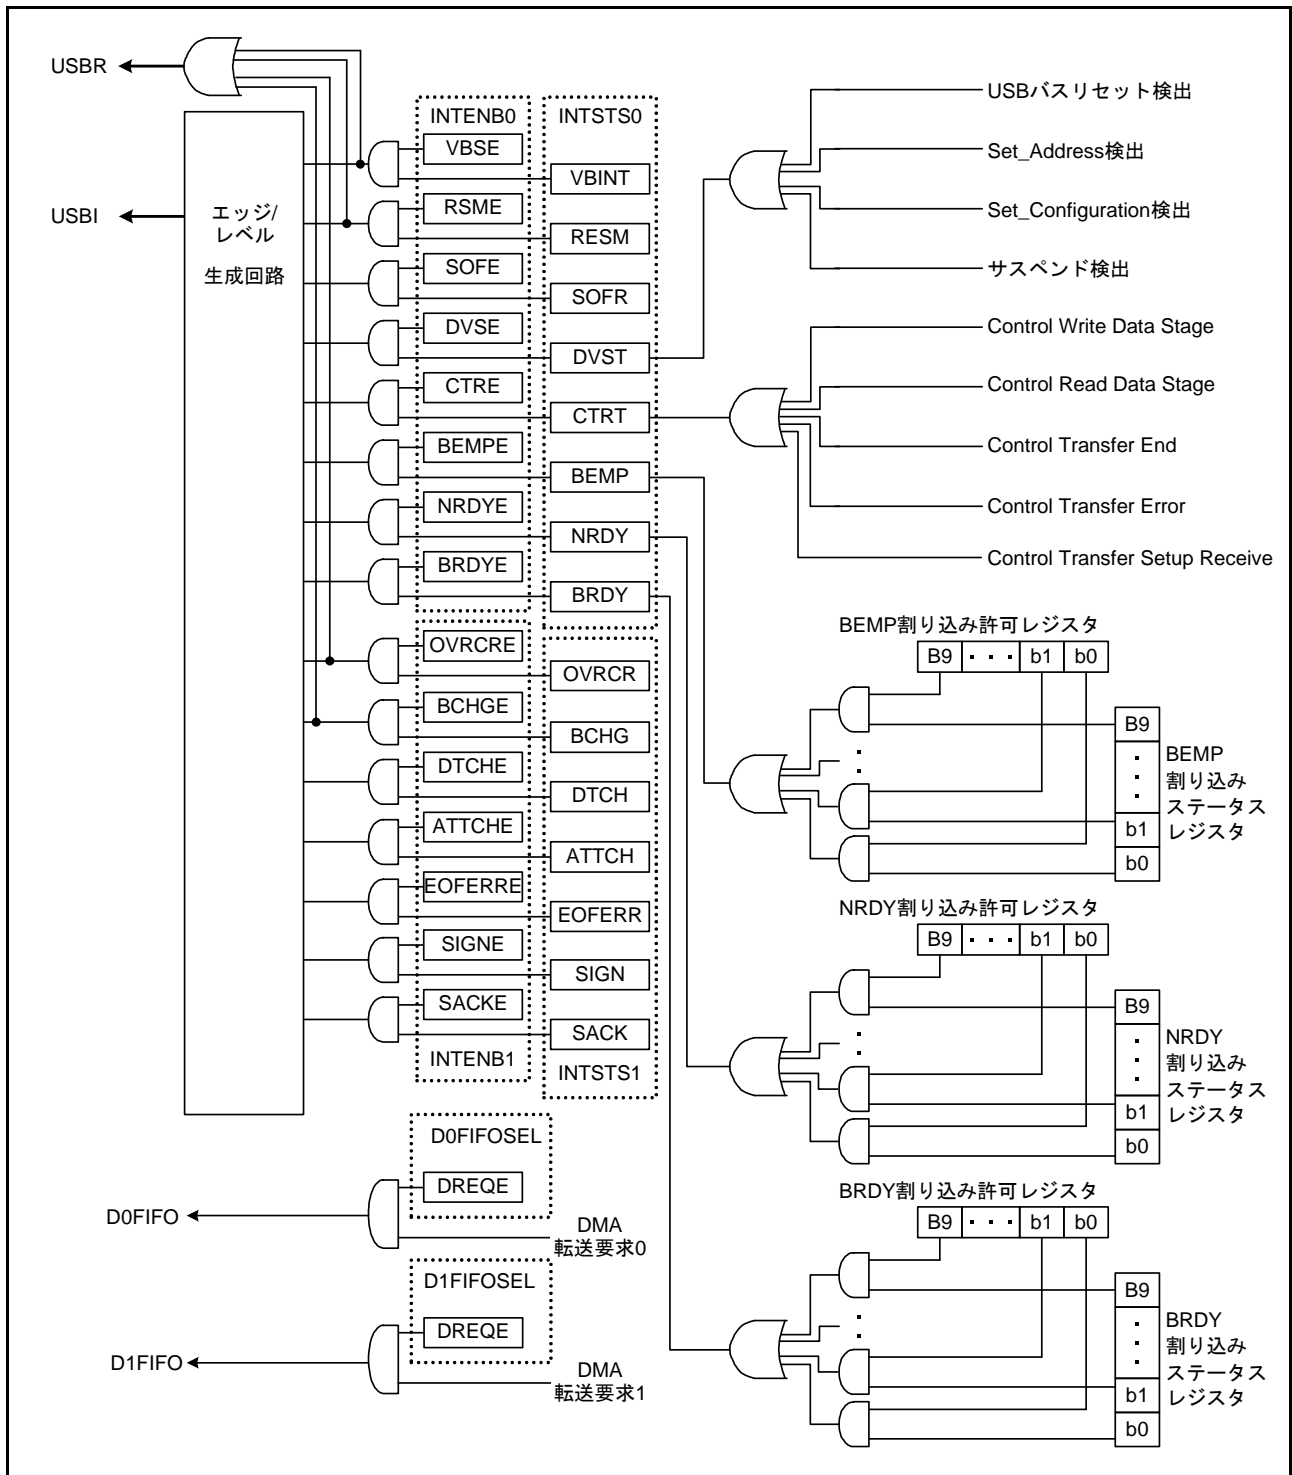 USBR
USBI
エッジ/
レベル
生成回路
INTENB0
VBSE
RSME
SOFE
DVSE
CTRE
BEMPE
NRDYE
BRDYE
OVRCRE
BCHGE
DTCHE
ATTCHE
EOFERRE
SIGNE
SACKE
INTENB1
INTSTS0
VBINT
RESM
SOFR
DVST
CTRT
BEMP
NRDY
BRDY
OVRCR
BCHG
DTCH
ATTCH
EOFERR
SIGN
SACK
INTSTS1
USBバスリセット検出
Set_Address検出
Set_Configuration検出
サスペンド検出
Control Write Data Stage
Control Read Data Stage
Control Transfer End
Control Transfer Error
Control Transfer Setup Receive
BEMP割り込み許可レジスタ
B9 ・・・ b1 b0
B9
・
・
・
b1
b0
BEMP
割り込み
ステータス
レジスタ
NRDY割り込み許可レジスタ
B9 ・・・ b1 b0
B9
・
・
・
b1
b0
NRDY
割り込み
ステータス
レジスタ
BRDY割り込み許可レジスタ
B9 ・・・ b1 b0
B9
・
・
・
b1
b0
BRDY
割り込み
ステータス
レジスタ
D0FIFOSEL
DREQE
D0FIFO
DMA
転送要求0
D1FIFOSEL
DREQE
D1FIFO
DMA
転送要求1